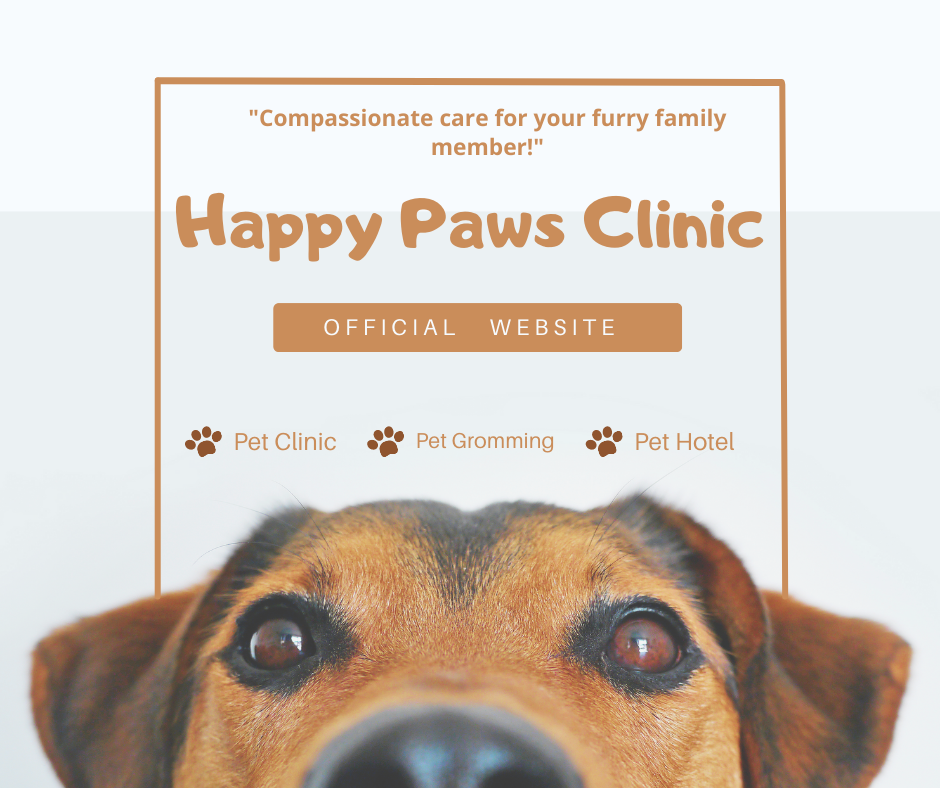 "Compassionate care for your furry family
member!"
Happy Paws Clinic
OFFICIAL WEBSITE
Pet Clinic Pet Gromming Pet Hotel